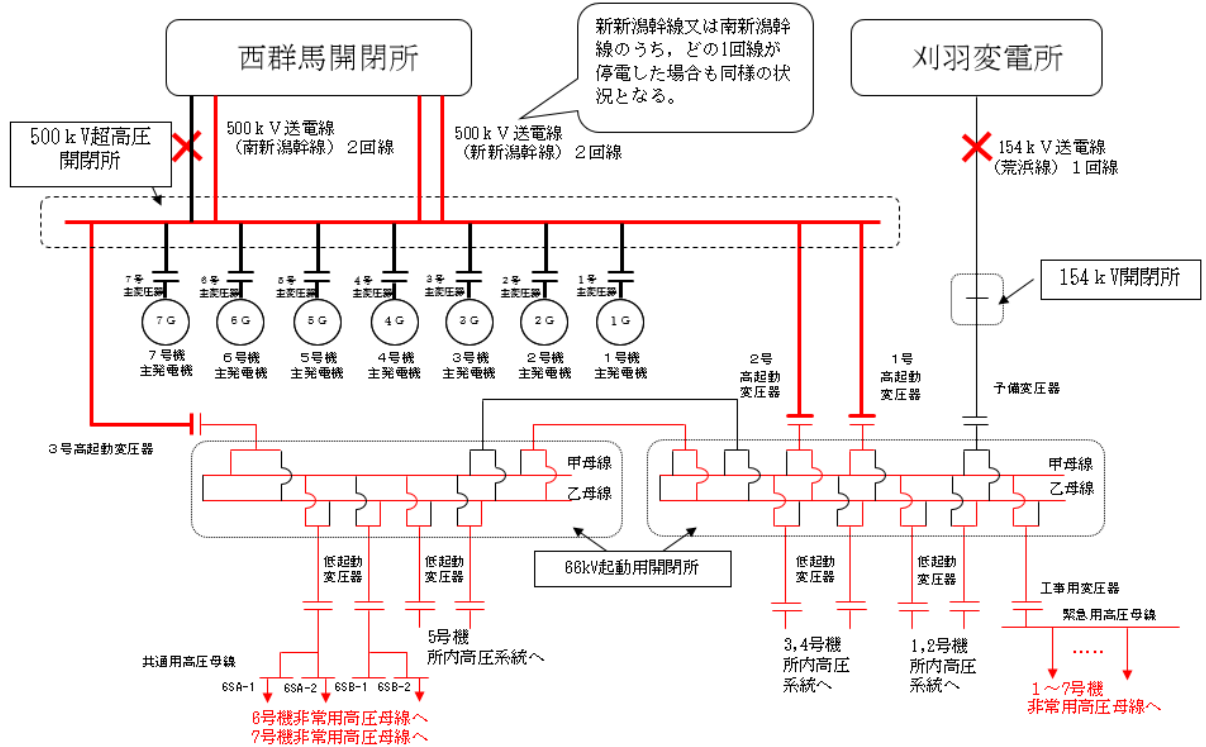 西群馬開閉所
新新潟幹線又は南新潟幹
線のうち，どの1回線が
停電した場合も同様の状
況となる。
刈羽変電所
500ｋＶ超高圧
開閉所
500ｋＶ送電線
（南新潟幹線）２回線
500ｋＶ送電線
（新新潟幹線）２回線
154ｋＶ送電線
（荒浜線）１回線
154ｋV開閉所
７号
主変圧器
６号
主変圧器
５号
主変圧器
４号
主変圧器
３号
主変圧器
２号
主変圧器
１号
主変圧器
７Ｇ
６Ｇ
５Ｇ
４Ｇ
３Ｇ
２Ｇ
１Ｇ
７号機
主発電機
６号機
主発電機
５号機
主発電機
４号機
主発電機
３号機
主発電機
２号機
主発電機
１号機
主発電機
２号
高起動
変圧器
１号
高起動
変圧器
予備変圧器
３号高起動変圧器
甲母線
乙母線
甲母線
乙母線
66kV起動用開閉所
低起動
変圧器
低起動
変圧器
低起動
変圧器
低起動
変圧器
工事用変圧器
緊急用高圧母線
5号機
所内高圧系統へ
3,4号機
所内高圧
系統へ
1,2号機
所内高圧
系統へ
共通用高圧母線
6SA-1
6SA-2
6SB-1
6SB-2
‥‥‥
１～７号機
非常用高圧母線へ
6号機非常用高圧母線へ
7号機非常用高圧母線へ